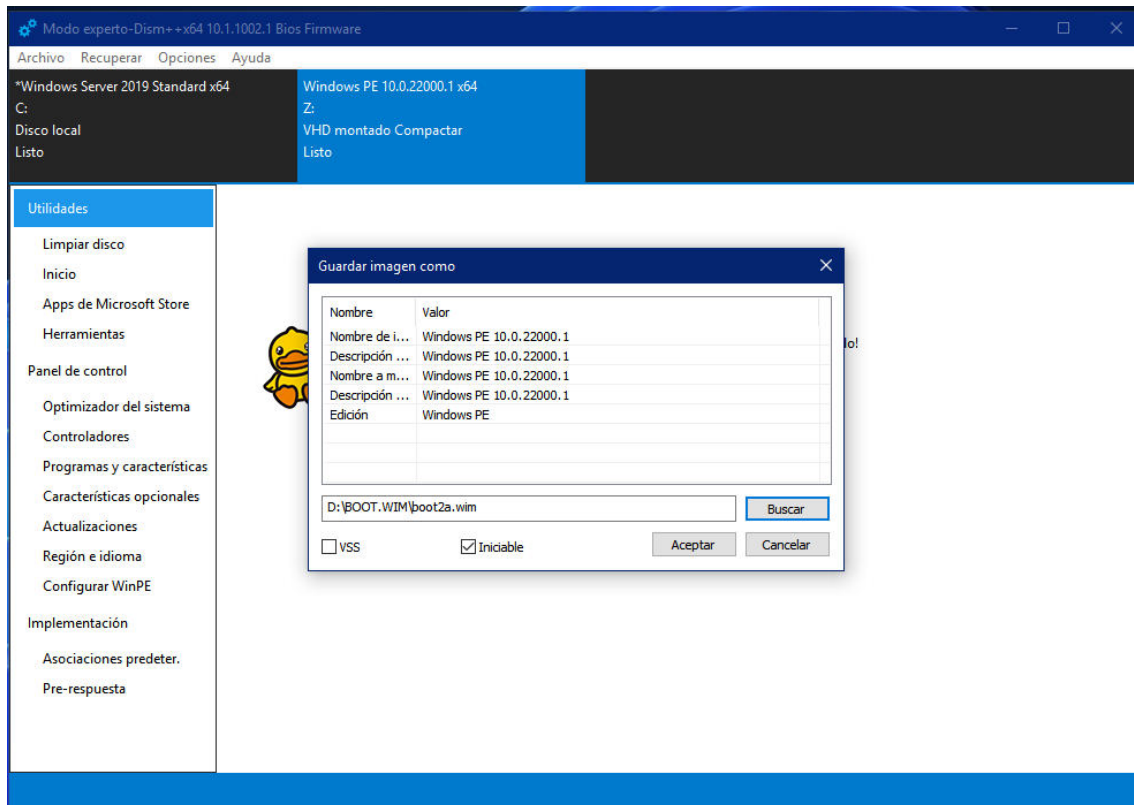 Modo experto-Dism++x64 10.1.1002.1 Bios Firmware
Archivo Recuperar Opciones Ayuda
*Windows Server 2019 Standard x64
C:
Disco local
Listo
Windows PE 10.0.22000.1 x64
Z:
VHD montado Compactar
Listo
Utilidades
Limpiar disco
Inicio
Apps de Microsoft Store
Herramientas
Panel de control
Optimizador del sistema
Controladores
Programas y características
Características opcionales
Actualizaciones
Región e idioma
Configurar WinPE
Implementación
Asociaciones predeter.
Pre-respuesta
Guardar imagen como
Nombre Valor
Nombre de i... Windows PE 10.0.22000.1
Descripción ... Windows PE 10.0.22000.1
Nombre a m... Windows PE 10.0.22000.1
Descripción ... Windows PE 10.0.22000.1
Edición Windows PE
D:\BOOT.WIM\boot2a.wim
Buscar
VSS Iniciable Aceptar Cancelar
lo!